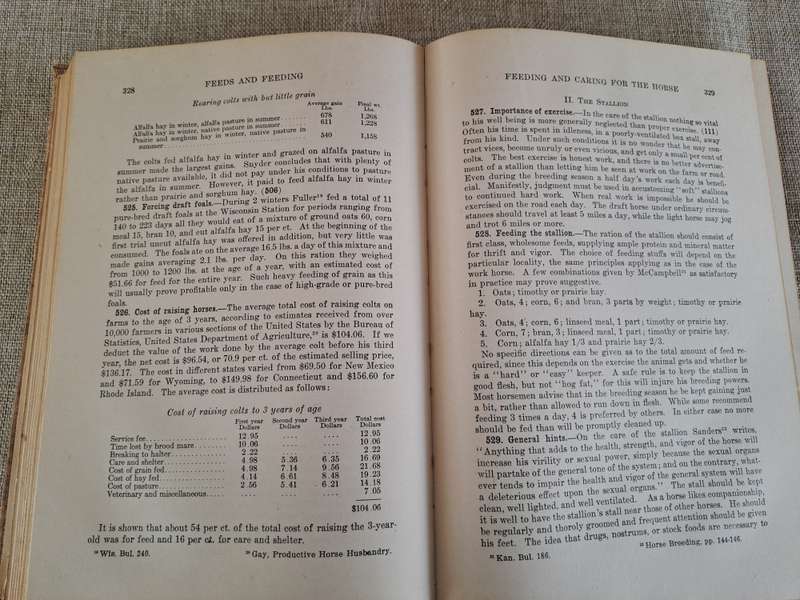 328
FEEDS AND FEEDING
Roaring colts with but little grain
Average gain Final wt.
Lbs. Lbs.
Alfalfa hay in winter, alfalfa pasture in summer........ 678 1,268
Alfalfa hay in winter, native pasture in summer........ 611 1,228
Prairie and sorghum hay in winter, native pasture in
summer........ 540 1,158
The colts fed alfalfa hay in winter and grazed on alfalfa pasture in
summer made the largest gains. Snyder concludes that with plenty of
native pasture available, it did not pay under his conditions to pasture
the alfalfa in summer. However, it paid to feed alfalfa hay in winter
rather than prairie and sorghum hay. (506)
525. Forcing draft foals.—During 2 winters Fuller¹⁹ fed a total of 11
pure-bred draft foals at the Wisconsin Station for periods ranging from
140 to 223 days all they would eat of a mixture of ground oats 60, corn
meal 15, bran 10, and cut alfalfa hay 15 per ct. At the beginning of the
first trial uncut alfalfa hay was offered in addition, but very little was
consumed. The foals ate on the average 16.5 lbs. a day of this mixture and
made gains averaging 2.1 lbs. per day. On this ration they weighed
from 1000 to 1200 lbs. at the age of a year, with an estimated cost of
$51.66 for feed for the entire year. Such heavy feeding of grain as this
will usually prove profitable only in the case of high-grade or pure-bred
foals.
526. Cost of raising horses.—The average total cost of raising colts on
farms to the age of 3 years, according to estimates received from over
10,000 farmers in various sections of the United States by the Bureau of
Statistics, United States Department of Agriculture,²⁰ is $104.06. If we
deduct the value of the work done by the average colt before his third
year, the net cost is $96.54, or 70.9 per ct. of the estimated selling price,
$136.17. The cost in different states varied from $69.50 for New Mexico
and $71.59 for Wyoming, to $149.98 for Connecticut and $156.60 for
Rhode Island. The average cost is distributed as follows:
Cost of raising colts to 3 years of age
First year Second year Third year Total cost
Dollars Dollars Dollars Dollars
Service fee........ 12.95 .... .... 12.95
Time lost by brood mare........ 10.06 .... .... 10.06
Breaking to halter........ 2.22 .... .... 2.22
Care and shelter........ 4.98 5.36 6.35 16.69
Cost of grain fed........ 4.98 7.14 9.56 21.68
Cost of hay fed........ 4.14 6.61 8.48 19.23
Cost of pasture........ 2.56 5.41 6.21 14.18
Veterinary and miscellaneous..... .... .... .... 7.05
$104.06
It is shown that about 54 per ct. of the total cost of raising the 3-year-
old was for feed and 16 per ct. for care and shelter.
¹⁹ Wis. Bul. 240. ²⁰ Gay, Productive Horse Husbandry.
FEEDING AND CARING FOR THE HORSE
329
II. THE STALLION
527. Importance of exercise.—In the care of the stallion nothing so vital
to his well being is more generally neglected than proper exercise. (111)
Often his time is spent in idleness, in a poorly-ventilated box stall, away
from his kind. Under such conditions it is no wonder that he may con-
tract vices, become unruly or even vicious, and get only a small per cent of
colts. The best exercise is honest work, and there is no better advertise-
ment of a stallion than letting him be seen at work on the farm or road.
Even during the breeding season a half day's work each day is benefi-
cial. Manifestly, judgment must be used in accustoming "soft" stallions
to continued hard work. When real work is impossible he should be
exercised on the road each day. The draft horse under ordinary circum-
stances should travel at least 5 miles a day, while the light horse may jog
and trot 6 miles or more.
528. Feeding the stallion.—The ration of the stallion should consist of
first class, wholesome feeds, supplying ample protein and mineral matter
for thrift and vigor. The choice of feeding stuffs will depend on the
particular locality, the same principles applying as in the case of the
work horse. A few combinations given by McCampbell²¹ as satisfactory
in practice may prove suggestive.
1. Oats; timothy or prairie hay.
2. Oats, 4; corn, 6; and bran, 3 parts by weight; timothy or prairie
hay.
3. Oats, 4; corn, 6; linseed meal, 1 part; timothy or prairie hay.
4. Corn, 7; bran, 3; linseed meal, 1 part; timothy or prairie hay.
5. Corn; alfalfa hay 1/3 and prairie hay 2/3.
No specific directions can be given as to the total amount of feed re-
quired, since this depends on the exercise the animal gets and whether he
is a "hard" or "easy" keeper. A safe rule is to keep the stallion in
good flesh, but not "hog fat," for this will injure his breeding powers.
Most horsemen advise that in the breeding season he be kept gaining just
a bit, rather than allowed to run down in flesh. While some recommend
feeding 3 times a day, 4 is preferred by others. In either case no more
should be fed than will be promptly cleaned up.
529. General hints.—On the care of the stallion Sanders²² writes,
"Anything that adds to the health, strength, and vigor of the horse will
increase his virility or sexual power, simply because the sexual organs
will partake of the general tone of the system; and on the contrary, what-
ever tends to impair the health and vigor of the general system will have
a deleterious effect upon the sexual organs." The stall should be kept
clean, well lighted, and well ventilated. As a horse likes companionship,
it is well to have the stallion's stall near those of other horses. He should
be regularly and thoroly groomed and frequent attention should be given
his feet. The idea that drugs, nostrums, or stock foods are necessary to
²¹ Kan. Bul. 186. ²² Horse Breeding, pp. 144-146.